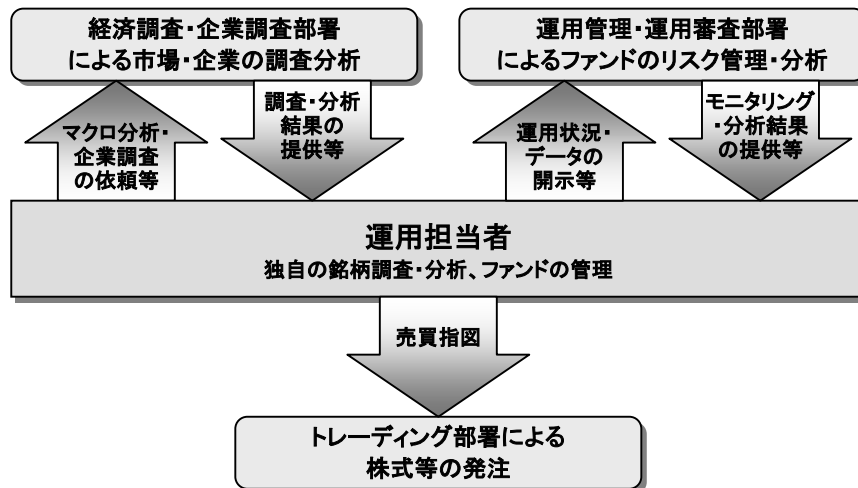 経済調査・企業調査部署
による市場・企業の調査分析
運用管理・運用審査部署
によるファンドのリスク管理・分析
マクロ分析・
企業調査
の依頼等
調査・分析
結果の
提供等
運用状況・
データの
開示等
モニタリング
・分析結果
の提供等
運用担当者
独自の銘柄調査・分析、ファンドの管理
売買指図
トレーディング部署による
株式等の発注